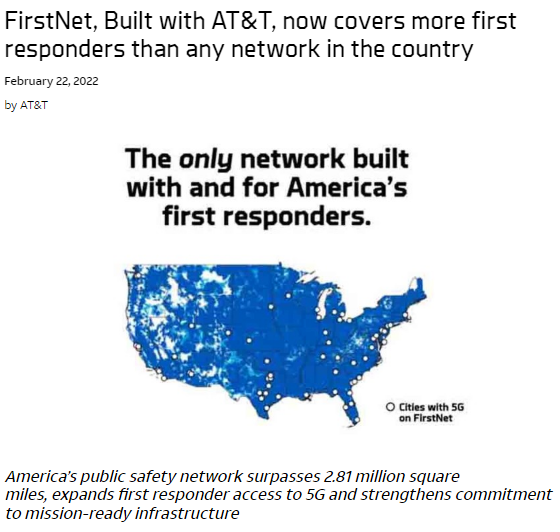 FirstNet, Built with AT&T, now covers more first
responders than any network in the country
February 22, 2022
by AT&T
The only network built
with and for America's
first responders.
Cities with 5G
on FirstNet
America's public safety network surpasses 2.81 million square
miles, expands first responder access to 5G and strengthens commitment
to mission-ready infrastructure